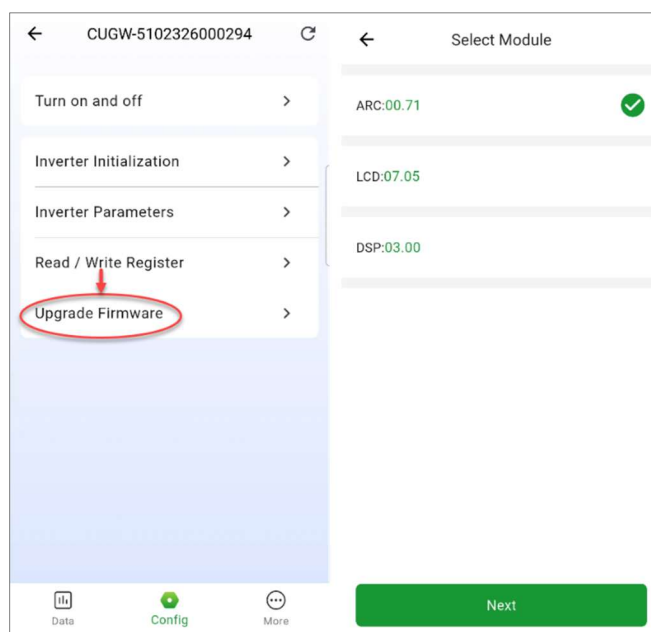 CUGW-5102326000294
Turn on and off
Inverter Initialization
Inverter Parameters
Read / Write Register
Upgrade Firmware
Data
Config
More
Select Module
ARC:00.71
LCD:07.05
DSP:03.00
Next